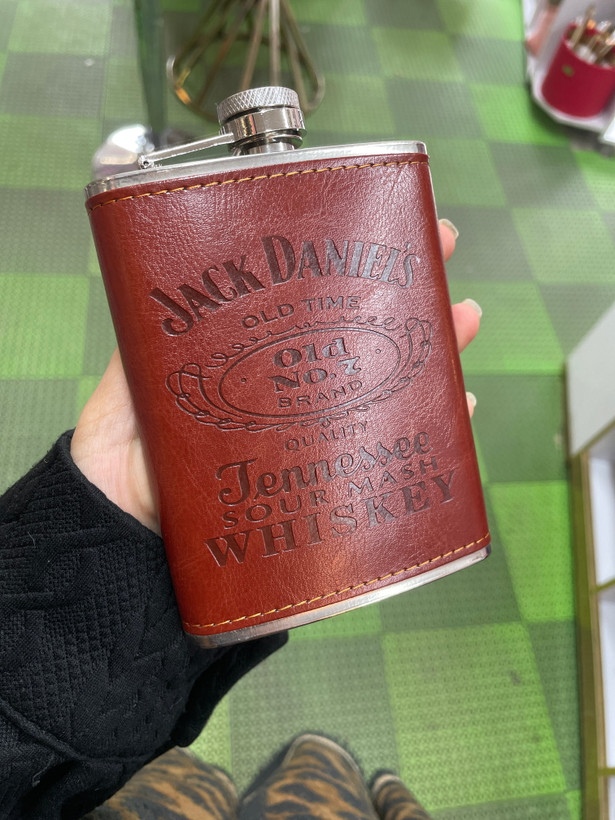 JACK DANIEL'S
OLD TIME
Old
NO. 7
BRAND
QUALITY
Tennessee
SOUR MASH
WHISKEY